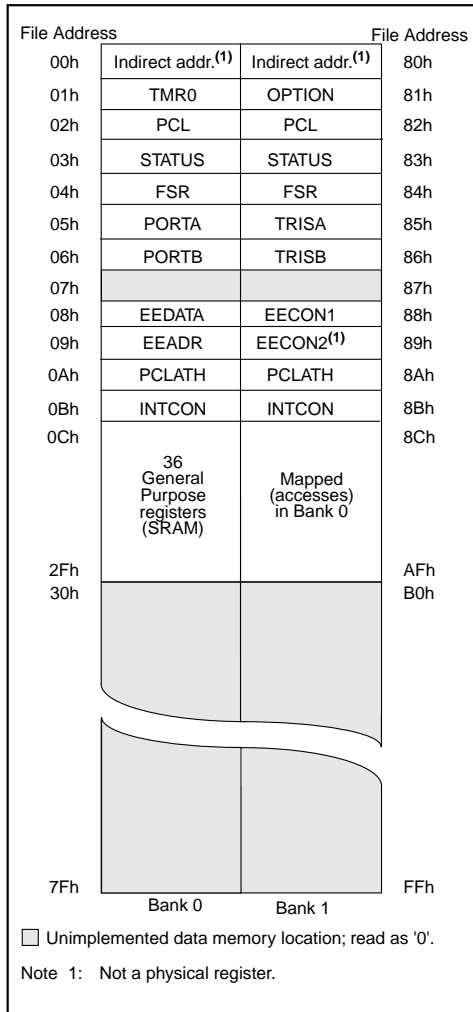 File Address File Address
00h Indirect addr.(1) Indirect addr.(1) 80h
01h TMR0 OPTION 81h
02h PCL PCL 82h
03h STATUS STATUS 83h
04h FSR FSR 84h
05h PORTA TRISA 85h
06h PORTB TRISB 86h
07h 87h
08h EEDATA EECON1 88h
09h EEADR EECON2(1) 89h
0Ah PCLATH PCLATH 8Ah
0Bh INTCON INTCON 8Bh
0Ch 8Ch
36
General
Purpose
registers
(SRAM)
Mapped
(accesses)
in Bank 0
2Fh AFh
30h B0h
7Fh FFh
Bank 0 Bank 1
Unimplemented data memory location; read as '0'.
Note 1: Not a physical register.